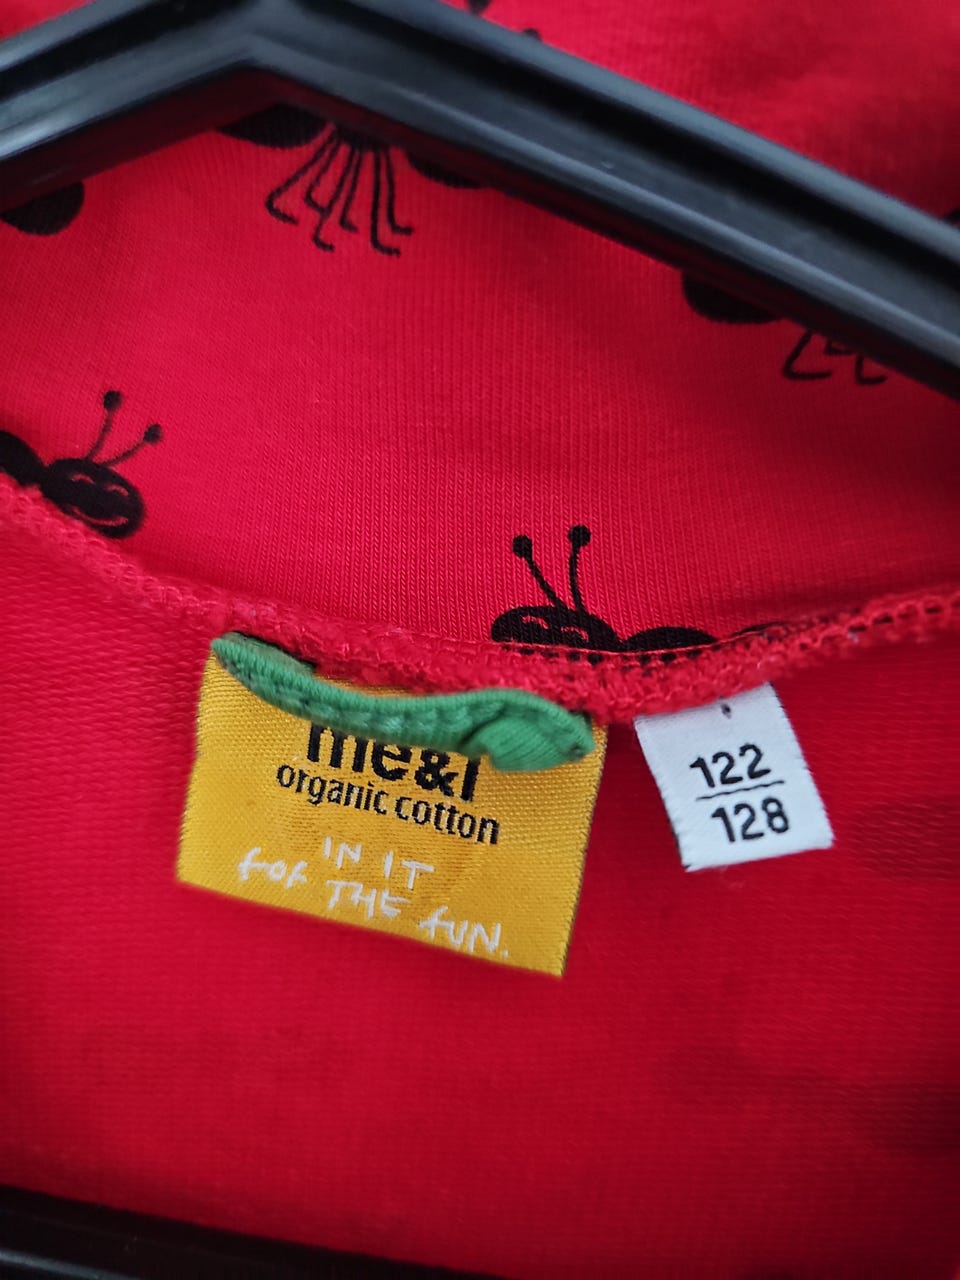 me&i
organic cotton
IN IT
for THE fUN.
122
128